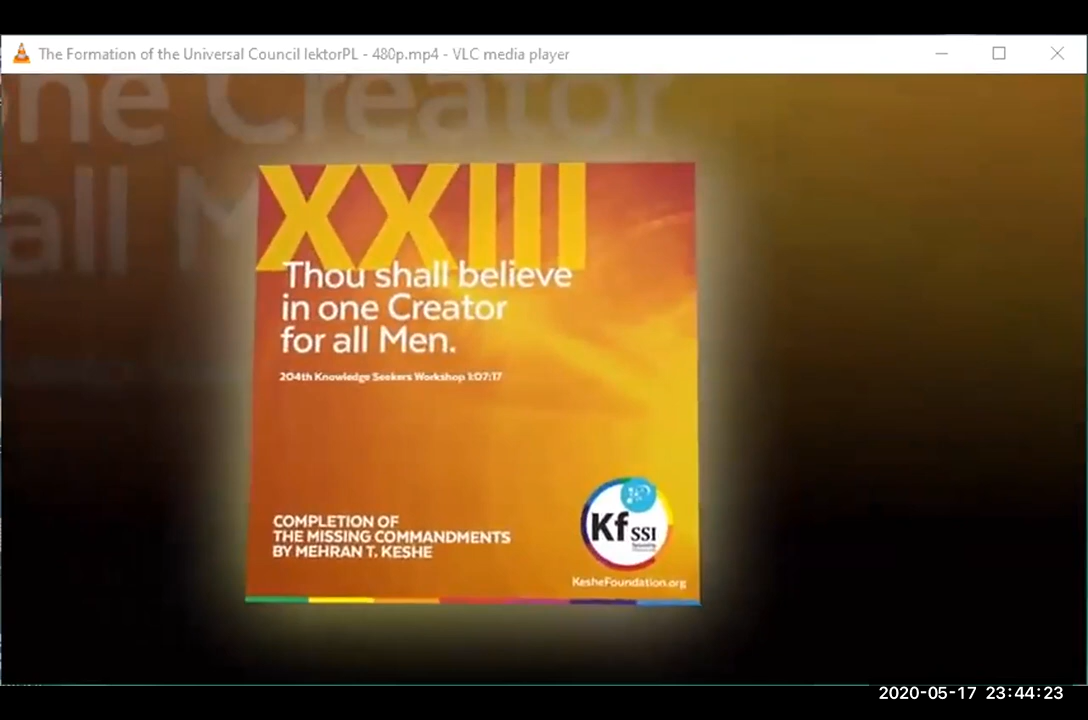 The Formation of the Universal Council lektorPL - 480p.mp4 - VLC media player
ne Creator
all M
XXIII
Thou shall believe
in one Creator
for all Men.
204th Knowledge Seekers Workshop 1:07:17
COMPLETION OF
THE MISSING COMMANDMENTS
BY MEHRAN T. KESHE
Kf SSI
KesheFoundation.org
2020-05-17 23:44:23